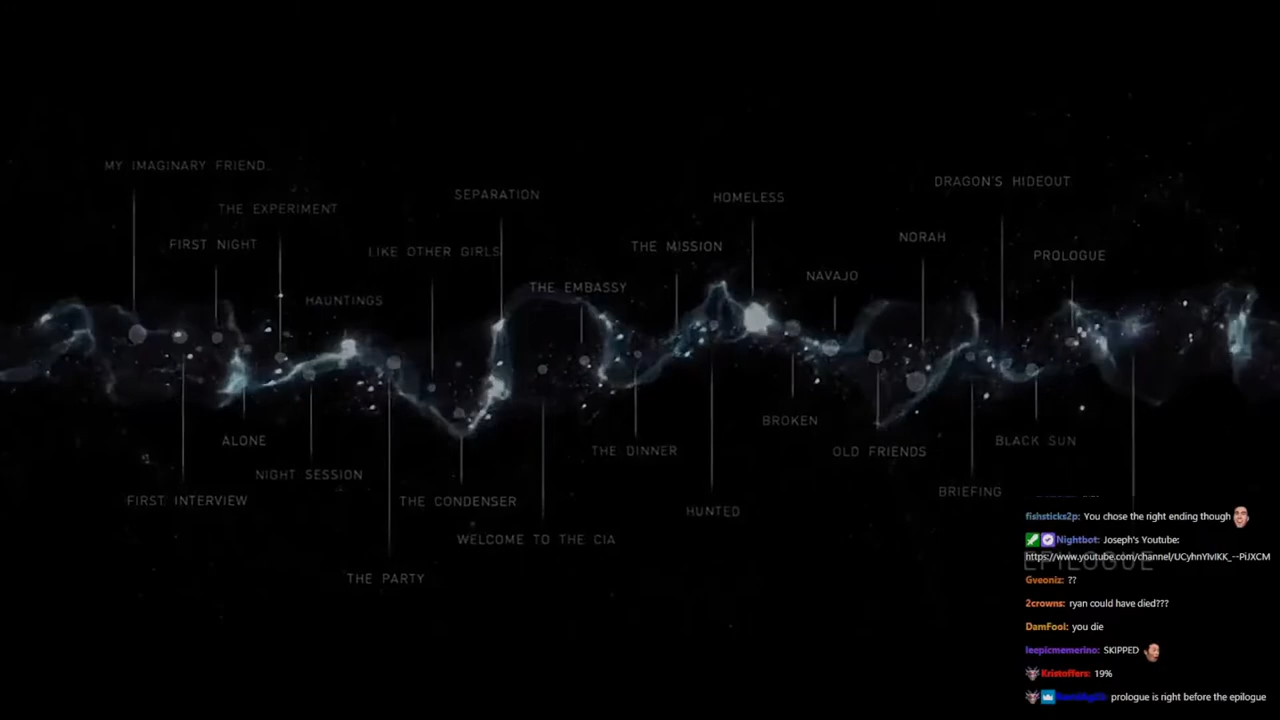 MY IMAGINARY FRIEND
DRAGON'S HIDEOUT
SEPARATION
HOMELESS
THE EXPERIMENT
NORAH
FIRST NIGHT
THE MISSION
LIKE OTHER GIRLS
PROLOGUE
NAVAJO
THE EMBASSY
HAUNTINGS
BROKEN
ALONE
BLACK SUN
THE DINNER
OLD FRIENDS
NIGHT SESSION
BRIEFING
FIRST INTERVIEW
THE CONDENSER
HUNTED
WELCOME TO THE CIA
EPILOGUE
THE PARTY
fishsticks2p: You chose the right ending though
Nightbot: Joseph's Youtube:
Gveoniz: ??
2crowns: ryan could have died???
DamFool: you die
leepicmemerino: SKIPPED
Kristoffers: 19%
prologue is right before the epilogue